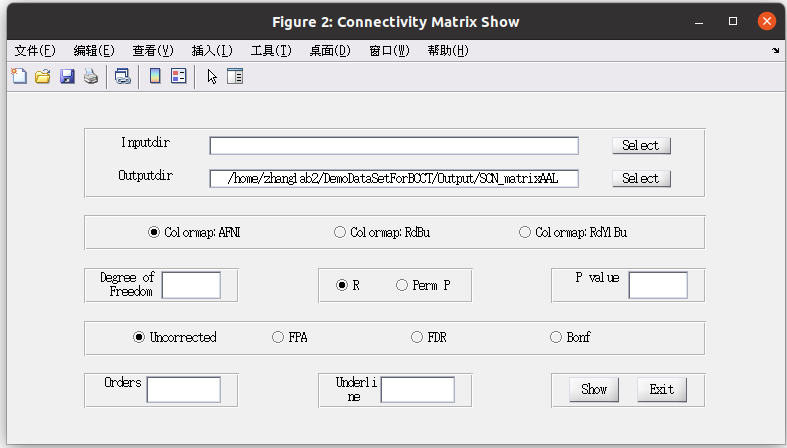 Figure 2: Connectivity Matrix Show
文件(F) 编辑(E) 查看(V) 插入(I) 工具(T) 桌面(D) 窗口(W) 帮助(H)
Inputdir Select
Outputdir /home/zhanglab2/DemoDataSetForBCCT/Output/SCN_matrixAAL Select
Colormap:AFNI Colormap:RdBu Colormap:RdYlBu
Degree of
Freedom R Perm P P value
Uncorrected FPA FDR Bonf
Orders Underli
ne Show Exit